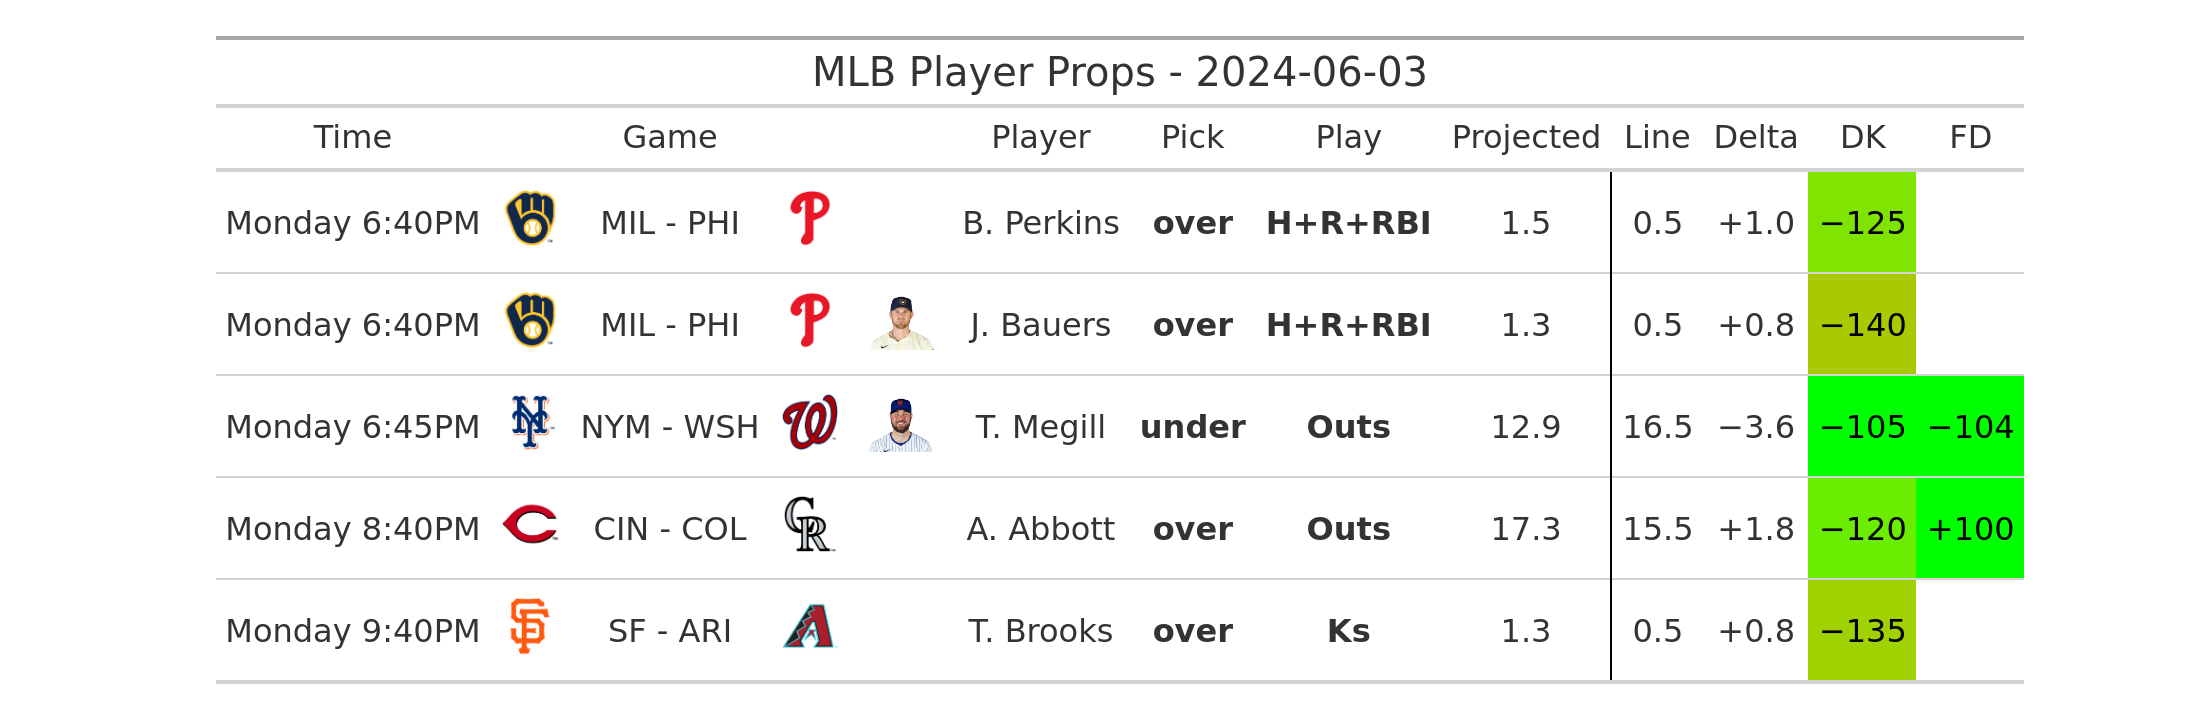 MLB Player Props - 2024-06-03
Time Game Player Pick Play Projected Line Delta DK FD
Monday 6:40PM MIL - PHI B. Perkins over H+R+RBI 1.5 0.5 +1.0 −125
Monday 6:40PM MIL - PHI J. Bauers over H+R+RBI 1.3 0.5 +0.8 −140
Monday 6:45PM NYM - WSH T. Megill under Outs 12.9 16.5 −3.6 −105 −104
Monday 8:40PM CIN - COL A. Abbott over Outs 17.3 15.5 +1.8 −120 +100
Monday 9:40PM SF - ARI T. Brooks over Ks 1.3 0.5 +0.8 −135